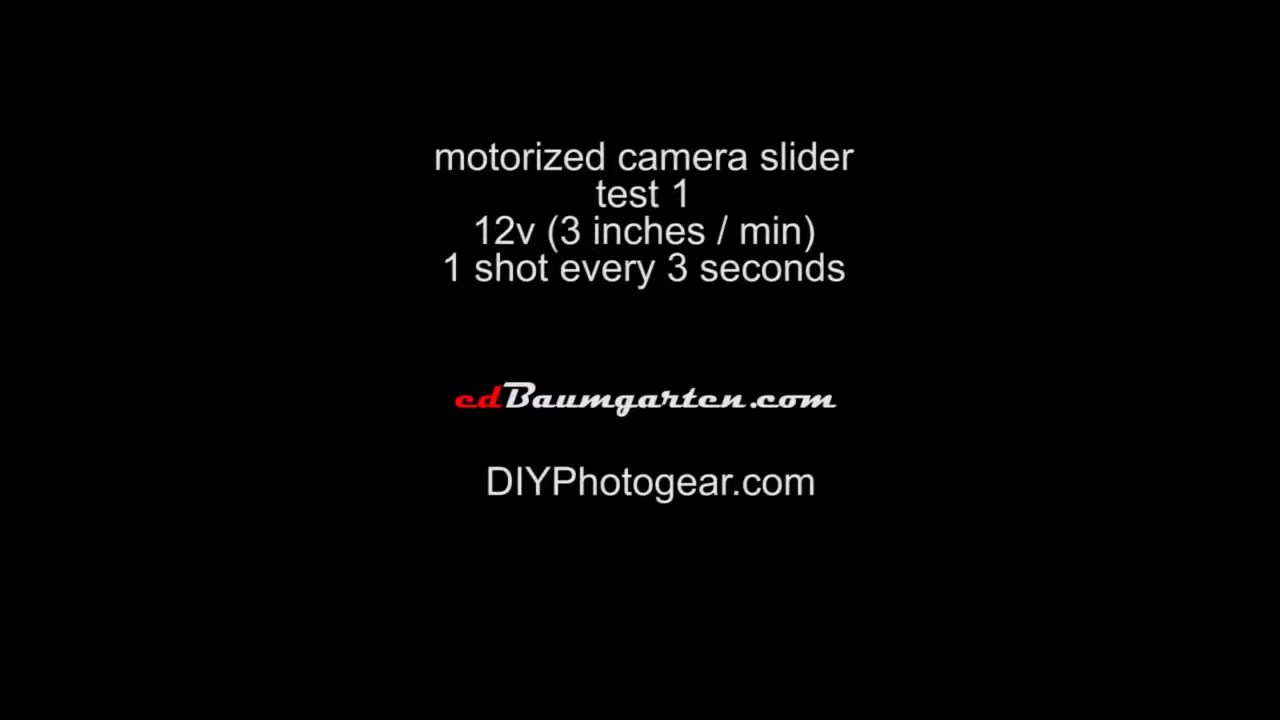 motorized camera slider
test 1
12v (3 inches / min)
1 shot every 3 seconds
edBaumgarten.com
DIYPhotogear.com